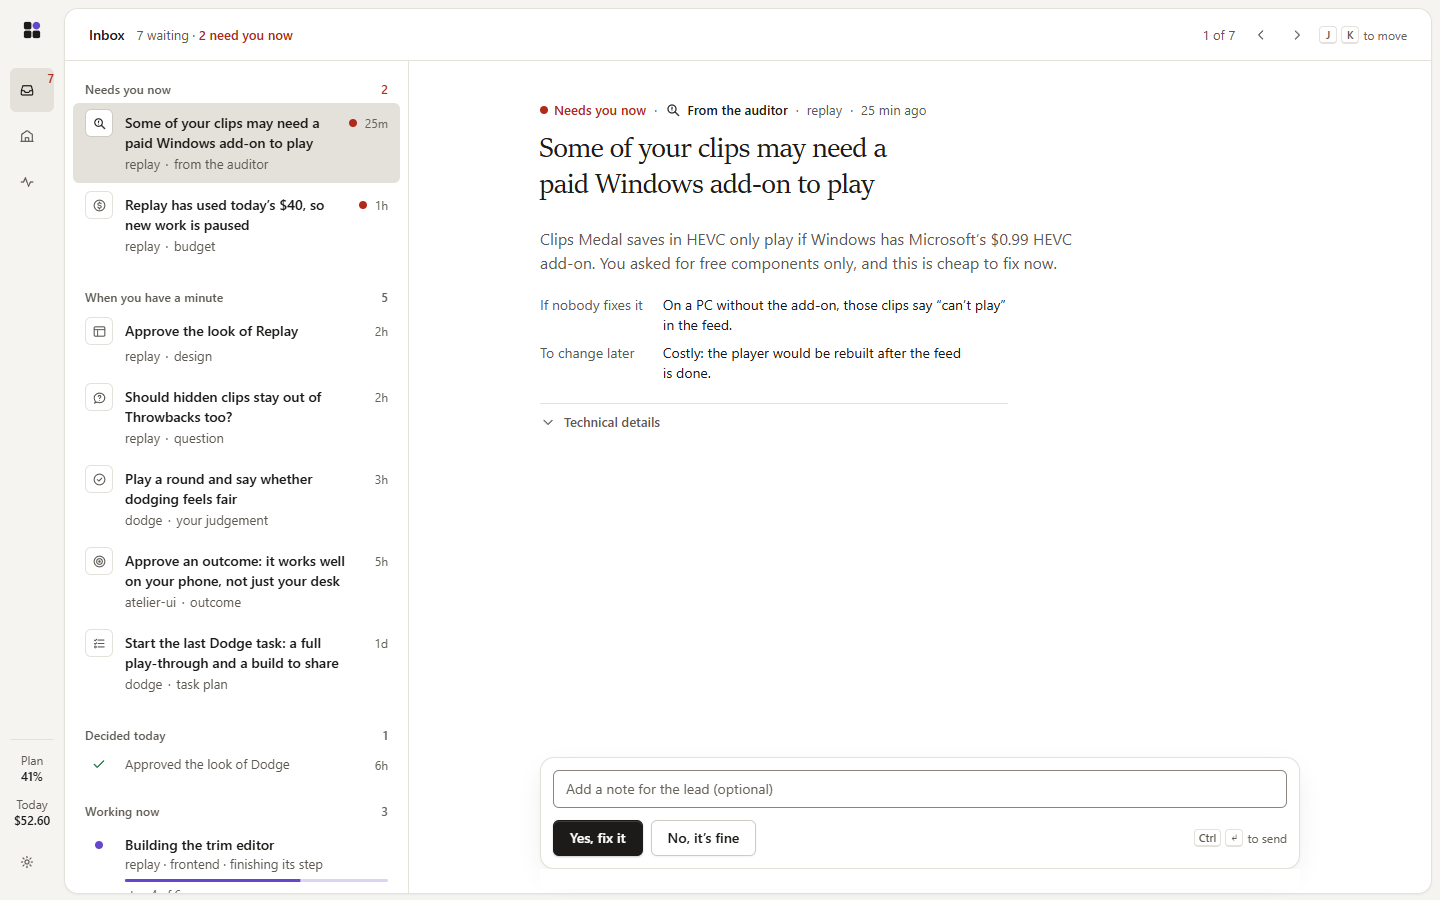 Inbox 7 waiting · 2 need you now
1 of 7 J K to move
7
Plan
41%
Today
$52.60
Needs you now 2
Some of your clips may need a 25m
paid Windows add-on to play
replay · from the auditor
Replay has used today's $40, so 1h
new work is paused
replay · budget
When you have a minute 5
Approve the look of Replay 2h
replay · design
Should hidden clips stay out of 2h
Throwbacks too?
replay · question
Play a round and say whether 3h
dodging feels fair
dodge · your judgement
Approve an outcome: it works well 5h
on your phone, not just your desk
atelier-ui · outcome
Start the last Dodge task: a full 1d
play-through and a build to share
dodge · task plan
Decided today 1
Approved the look of Dodge 6h
Working now 3
Building the trim editor
replay · frontend · finishing its step
Needs you now · From the auditor · replay · 25 min ago
Some of your clips may need a
paid Windows add-on to play
Clips Medal saves in HEVC only play if Windows has Microsoft's $0.99 HEVC
add-on. You asked for free components only, and this is cheap to fix now.
If nobody fixes it On a PC without the add-on, those clips say “can't play”
in the feed.
To change later Costly: the player would be rebuilt after the feed
is done.
Technical details
Add a note for the lead (optional)
Yes, fix it No, it's fine Ctrl ↵ to send